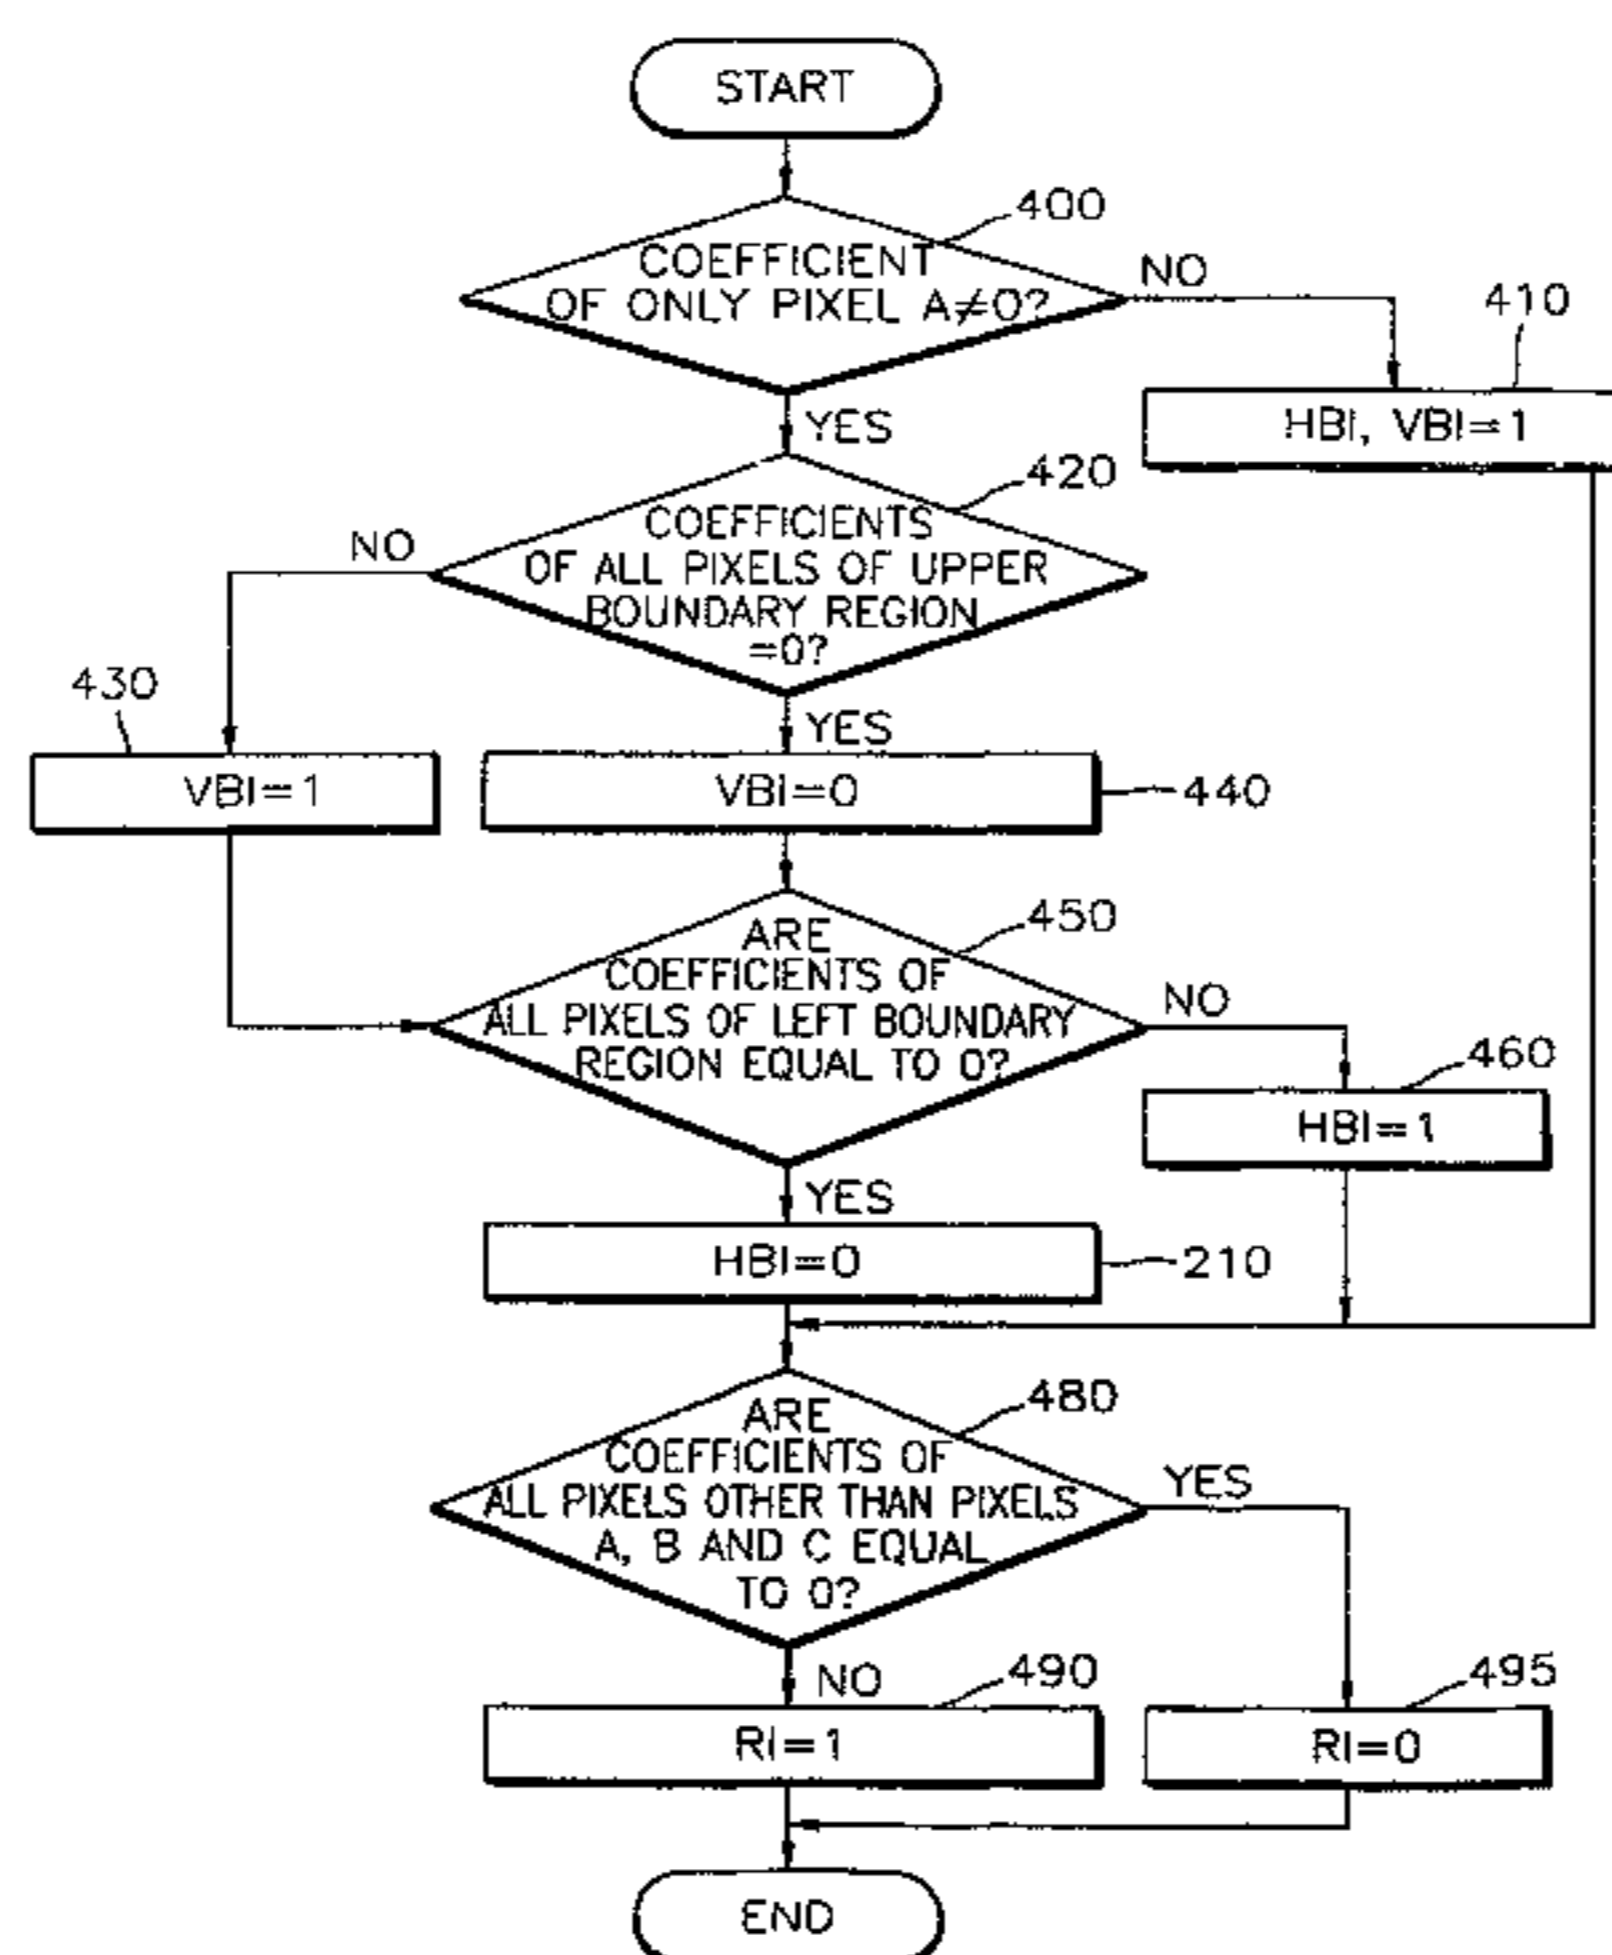 START
400
COEFFICIENT
OF ONLY PIXEL A≠0?
NO
410
HBI, VBI=1
YES
420
COEFFICIENTS
OF ALL PIXELS OF UPPER
BOUNDARY REGION
=0?
NO
430
VBI=1
YES
VBI=0
440
450
ARE
COEFFICIENTS OF
ALL PIXELS OF LEFT BOUNDARY
REGION EQUAL TO 0?
NO
460
HBI=1
YES
HBI=0
210
480
ARE
COEFFICIENTS OF
ALL PIXELS OTHER THAN PIXELS
A, B AND C EQUAL
TO 0?
YES
NO
490
RI=1
495
RI=0
END